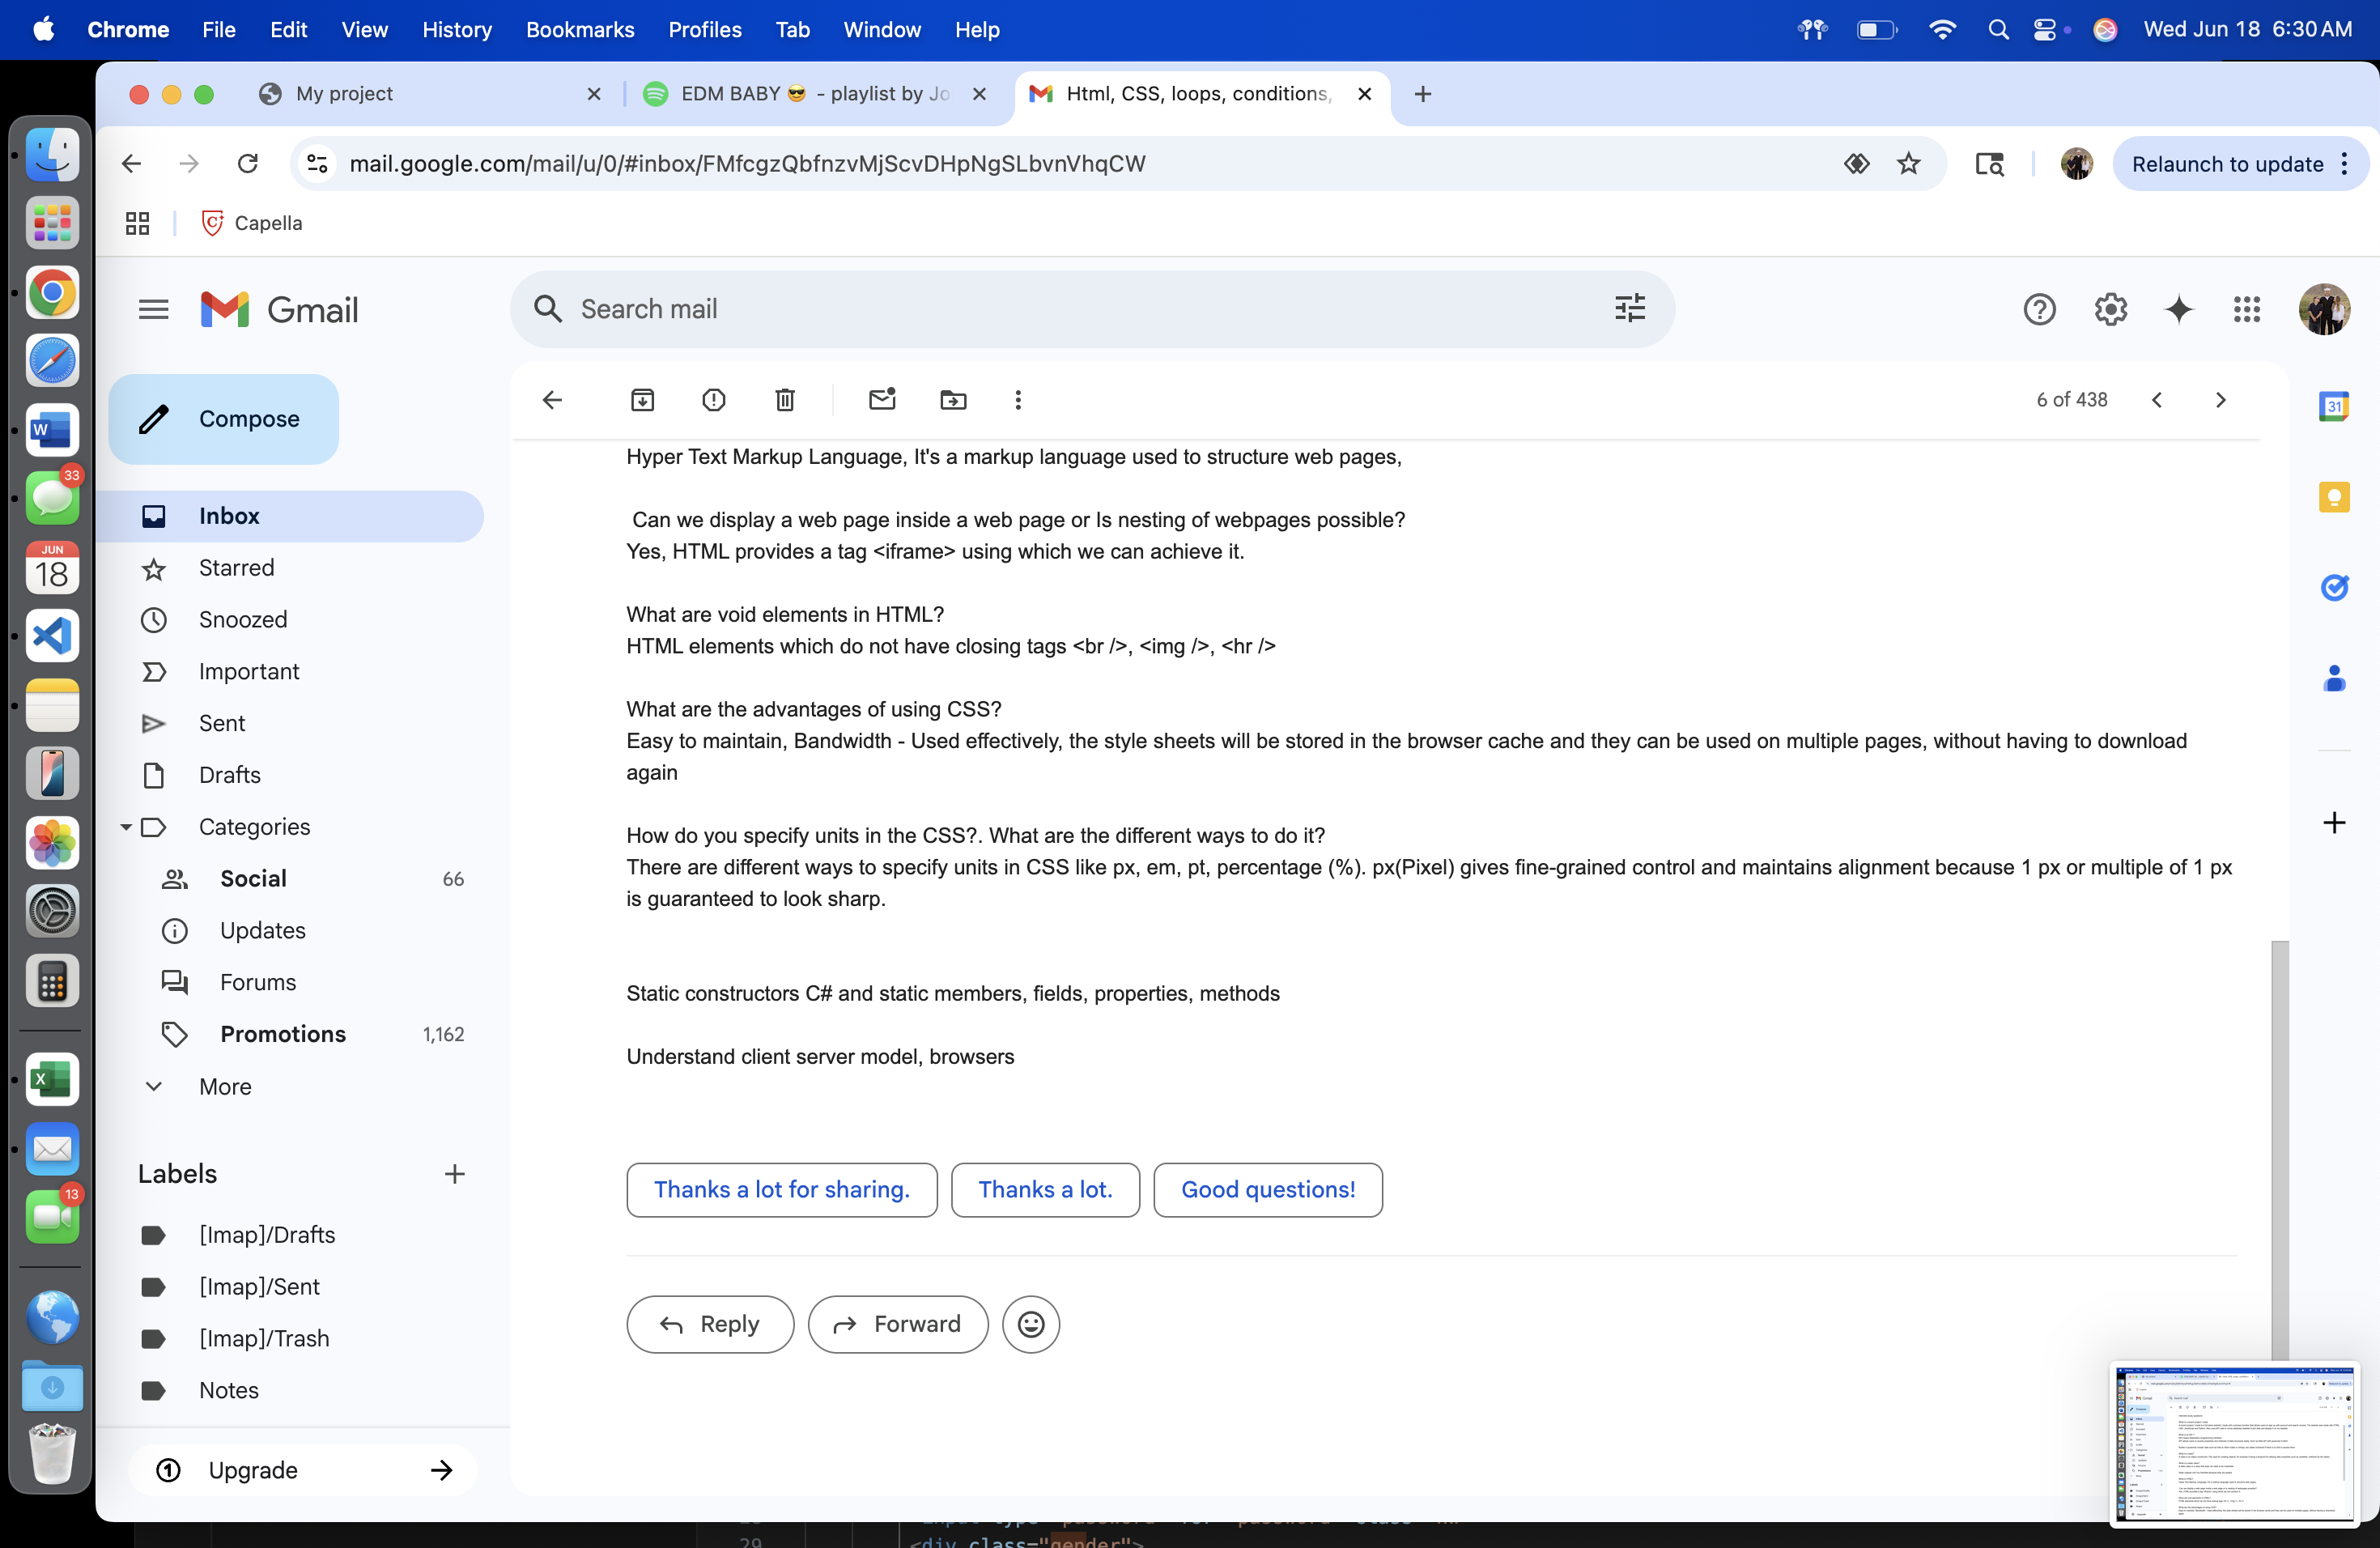 Chrome File Edit View History Bookmarks Profiles Tab Window Help Wed Jun 18 6:30 AM
My project
EDM BABY 😎 - playlist by Jo
Html, CSS, loops, conditions,
mail.google.com/mail/u/0/#inbox/FMfcgzQbfnzvMjScvDHpNgSLbvnVhqCW
Relaunch to update
Capella
Gmail
Search mail
Compose
6 of 438
Inbox
Starred
Snoozed
Important
Sent
Drafts
Categories
Social 66
Updates
Forums
Promotions 1,162
More
Labels
[Imap]/Drafts
[Imap]/Sent
[Imap]/Trash
Notes
Upgrade
Hyper Text Markup Language, It's a markup language used to structure web pages,
Can we display a web page inside a web page or Is nesting of webpages possible?
Yes, HTML provides a tag <iframe> using which we can achieve it.
What are void elements in HTML?
HTML elements which do not have closing tags <br />, <img />, <hr />
What are the advantages of using CSS?
Easy to maintain, Bandwidth - Used effectively, the style sheets will be stored in the browser cache and they can be used on multiple pages, without having to download
again
How do you specify units in the CSS?. What are the different ways to do it?
There are different ways to specify units in CSS like px, em, pt, percentage (%). px(Pixel) gives fine-grained control and maintains alignment because 1 px or multiple of 1 px
is guaranteed to look sharp.
Static constructors C# and static members, fields, properties, methods
Understand client server model, browsers
Thanks a lot for sharing.
Thanks a lot.
Good questions!
Reply
Forward
33
JUN
18
13
31
29
<div class="gender">